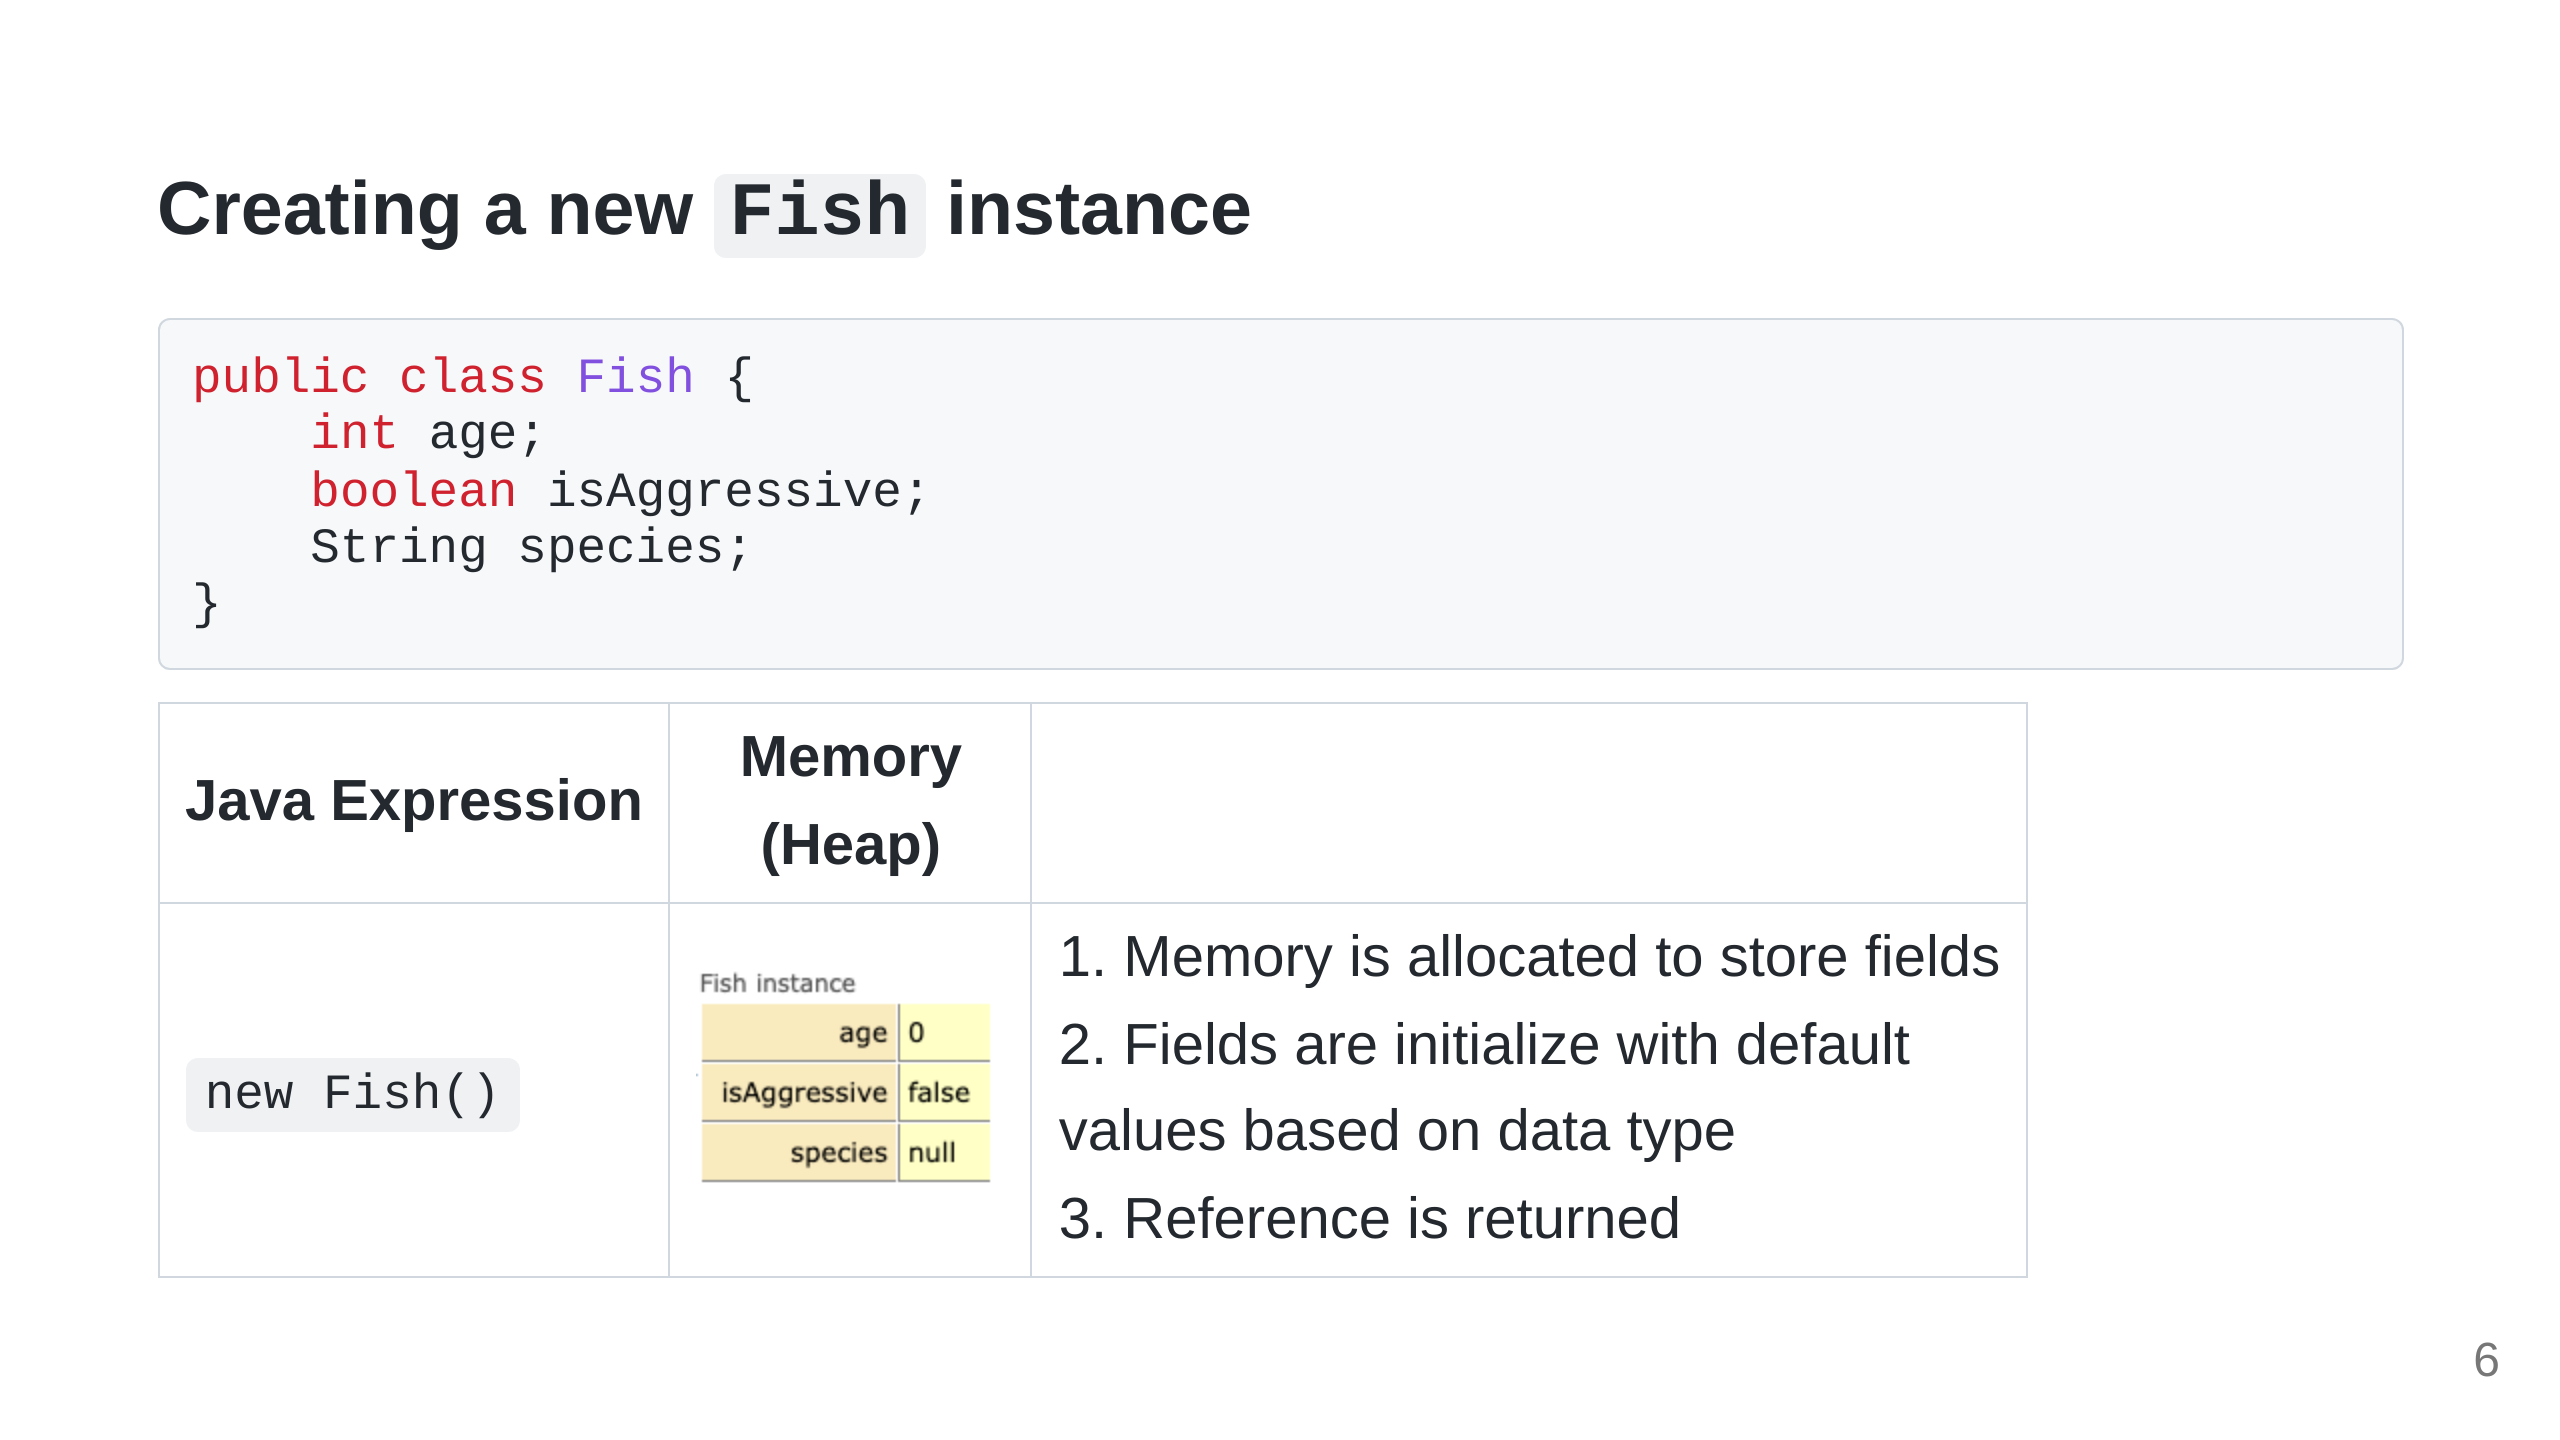 Creating a new Fish instance
public class Fish {
    int age;
    boolean isAggressive;
    String species;
}
Java Expression
Memory
(Heap)
new Fish()
Fish instance
age 0
isAggressive false
species null
1. Memory is allocated to store fields
2. Fields are initialize with default
values based on data type
3. Reference is returned
6